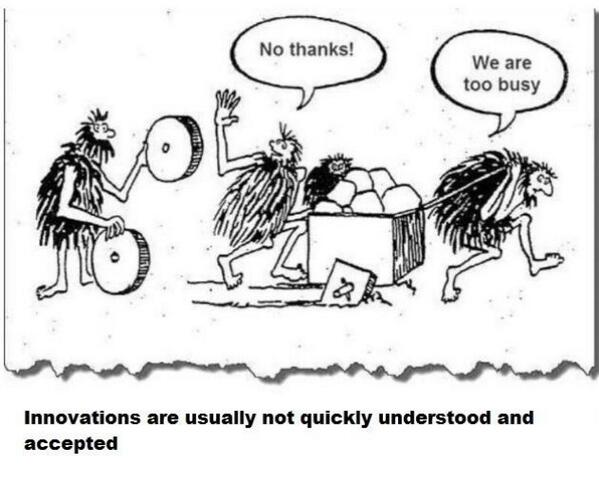 No thanks!
We are
too busy
Innovations are usually not quickly understood and
accepted